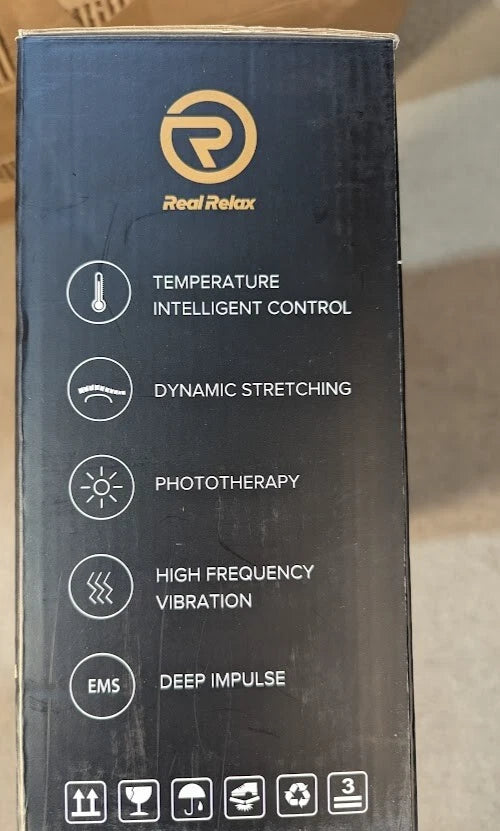 R
Real Relax
TEMPERATURE
INTELLIGENT CONTROL
DYNAMIC STRETCHING
PHOTOTHERAPY
HIGH FREQUENCY
VIBRATION
EMS
DEEP IMPULSE
3